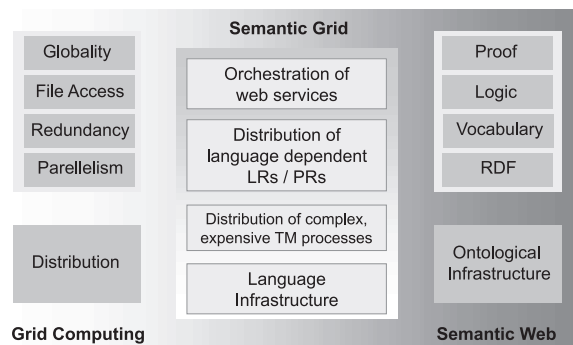 Semantic Grid
Globality
File Access
Redundancy
Parellelism
Distribution
Grid Computing
Orchestration of
web services
Distribution of
language dependent
LRs / PRs
Distribution of complex,
expensive TM processes
Language
Infrastructure
Proof
Logic
Vocabulary
RDF
Ontological
Infrastructure
Semantic Web